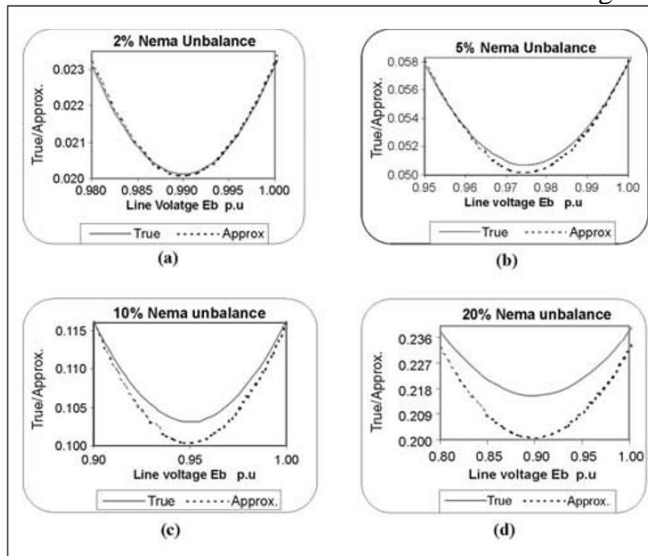 2% Nema Unbalance
True/Approx.
0.023
0.022
0.021
0.020
0.980 0.985 0.990 0.995 1.000
Line Volatge Eb p.u
True Approx
(a)
5% Nema Unbalance
True/Approx.
0.058
0.056
0.054
0.052
0.050
0.95 0.96 0.97 0.98 0.99 1.00
Line voltage Eb p.u
True Approx.
(b)
10% Nema unbalance
True/Approx.
0.115
0.110
0.105
0.100
0.90 0.95 1.00
Line voltage Eb p.u
True Approx.
(c)
20% Nema unbalance
True/Approx.
0.236
0.227
0.218
0.209
0.200
0.80 0.85 0.90 0.95 1.00
Line voltage Eb p.u
True Approx.
(d)